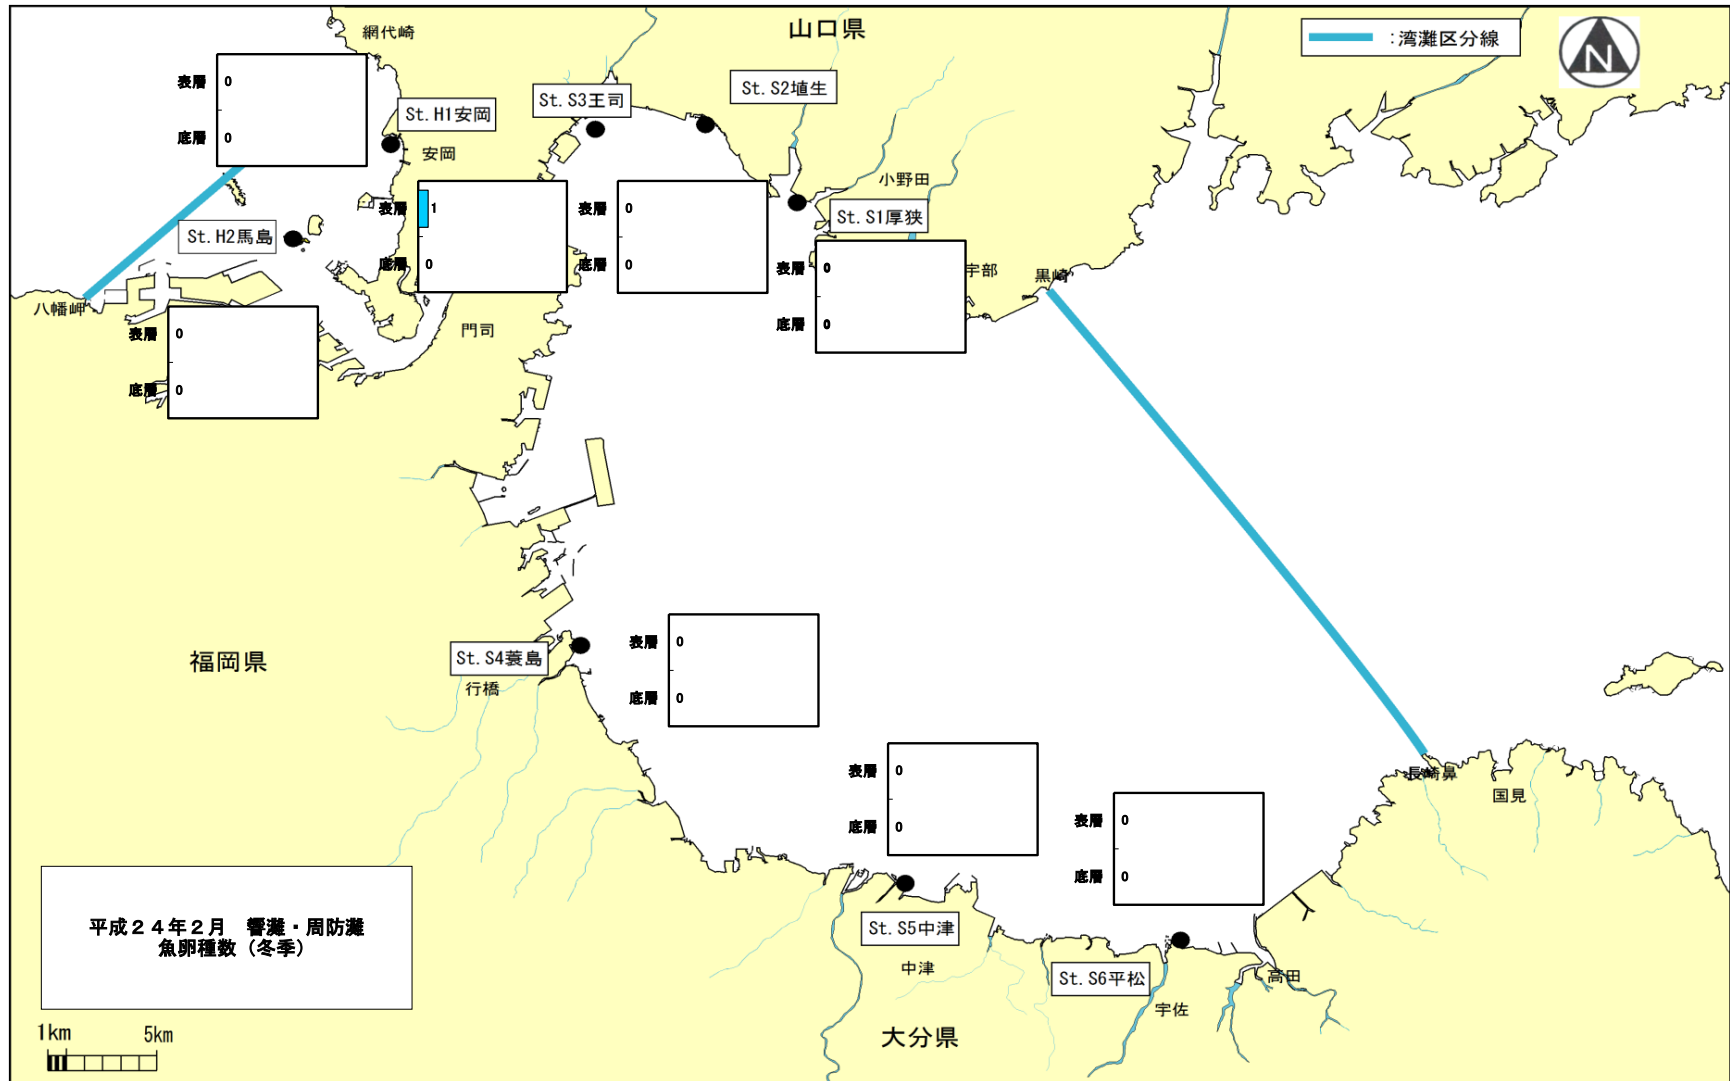 山口県
:湾灘区分線
N
網代崎
表層 0
底層 0
St.H1安岡
安岡
St.S3王司
St.S2埴生
小野田
St.S1厚狭
St.H2馬島
表層 1
底層 0
表層 0
底層 0
表層 0
底層 0
宇部
黒崎
八幡岬
門司
表層 0
底層 0
福岡県
St.S4蓑島
行橋
表層 0
底層 0
表層 0
底層 0
表層 0
底層 0
長崎鼻
国見
平成24年2月 響灘・周防灘
魚卵種数（冬季）
St.S5中津
中津
St.S6平松
高田
宇佐
大分県
1km 5km